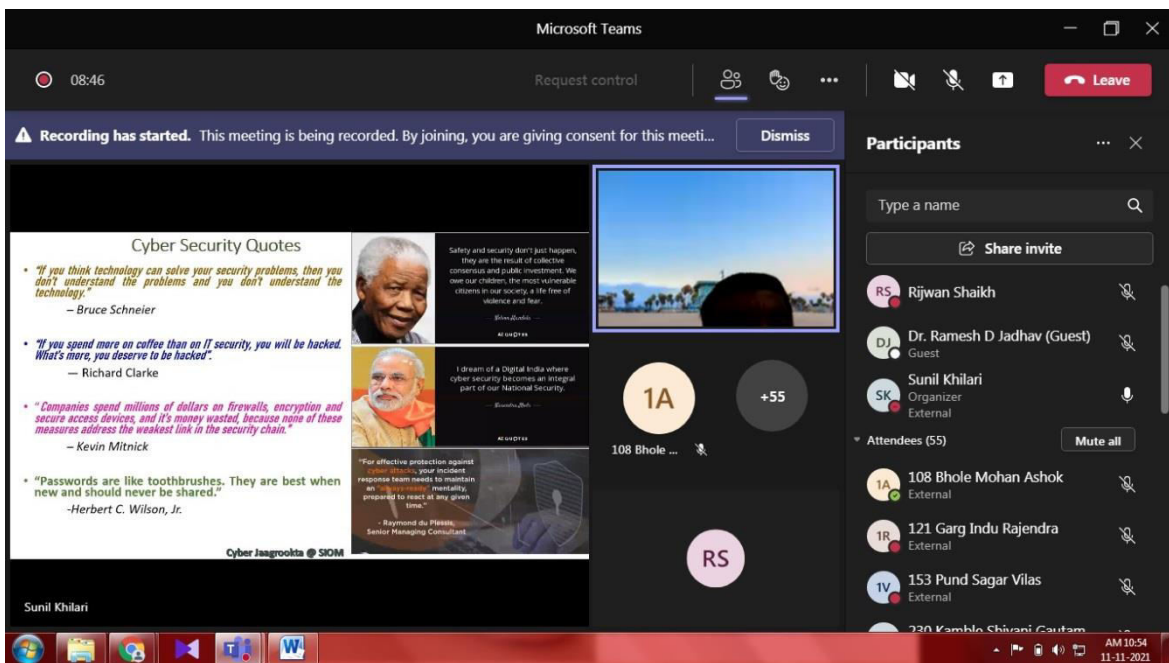 Microsoft Teams
08:46
Request control
Leave
Recording has started. This meeting is being recorded. By joining, you are giving consent for this meeti...
Dismiss
Cyber Security Quotes
• "If you think technology can solve your security problems, then you
don't understand the problems and you don't understand the
technology."
– Bruce Schneier
• "If you spend more on coffee than on IT security, you will be hacked.
What's more, you deserve to be hacked".
— Richard Clarke
• "Companies spend millions of dollars on firewalls, encryption and
secure access devices, and it's money wasted, because none of these
measures address the weakest link in the security chain."
– Kevin Mitnick
• "Passwords are like toothbrushes. They are best when
new and should never be shared."
-Herbert C. Wilson, Jr.
Cyber Jaagrookta @ SIOM
Safety and security don't just happen,
they are the result of collective
consensus and public investment. We
owe our children, the most vulnerable
citizens in our society, a life free of
violence and fear.
Nelson Mandela
AZ QUOTES
I dream of a Digital India where
cyber security becomes an integral
part of our National Security.
Narendra Modi
AZ QUOTES
"For effective protection against
cyber attacks, your incident
response team needs to maintain
an "always-ready" mentality,
prepared to react at any given
time."
- Raymond du Plessis,
Senior Managing Consultant
Sunil Khilari
1A
+55
108 Bhole ...
RS
Participants
Type a name
Share invite
RS
Rijwan Shaikh
DJ
Dr. Ramesh D Jadhav (Guest)
Guest
SK
Sunil Khilari
Organizer
External
Attendees (55)
Mute all
1A
108 Bhole Mohan Ashok
External
1R
121 Garg Indu Rajendra
External
1V
153 Pund Sagar Vilas
External
230 Kamble Shivani Gautam
AM 10:54
11-11-2021